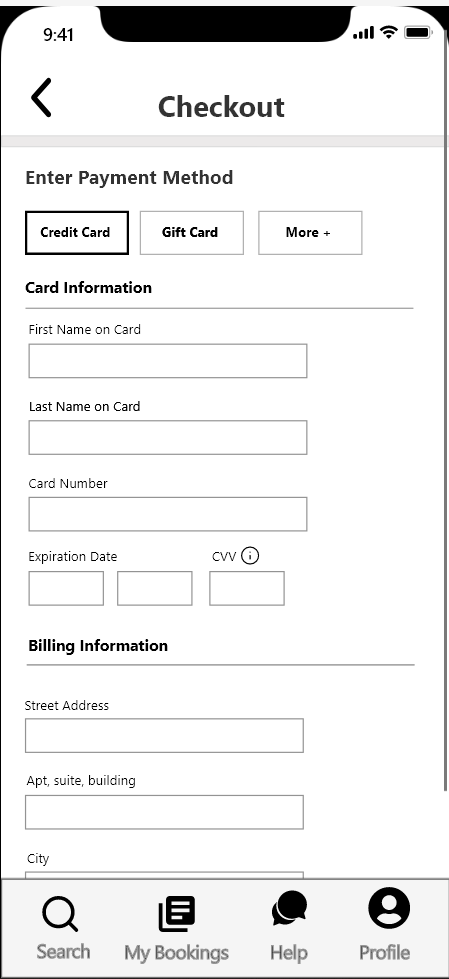 9:41
Checkout
Enter Payment Method
Credit Card Gift Card More +
Card Information
First Name on Card
Last Name on Card
Card Number
Expiration Date CVV i
Billing Information
Street Address
Apt, suite, building
City
Search My Bookings Help Profile